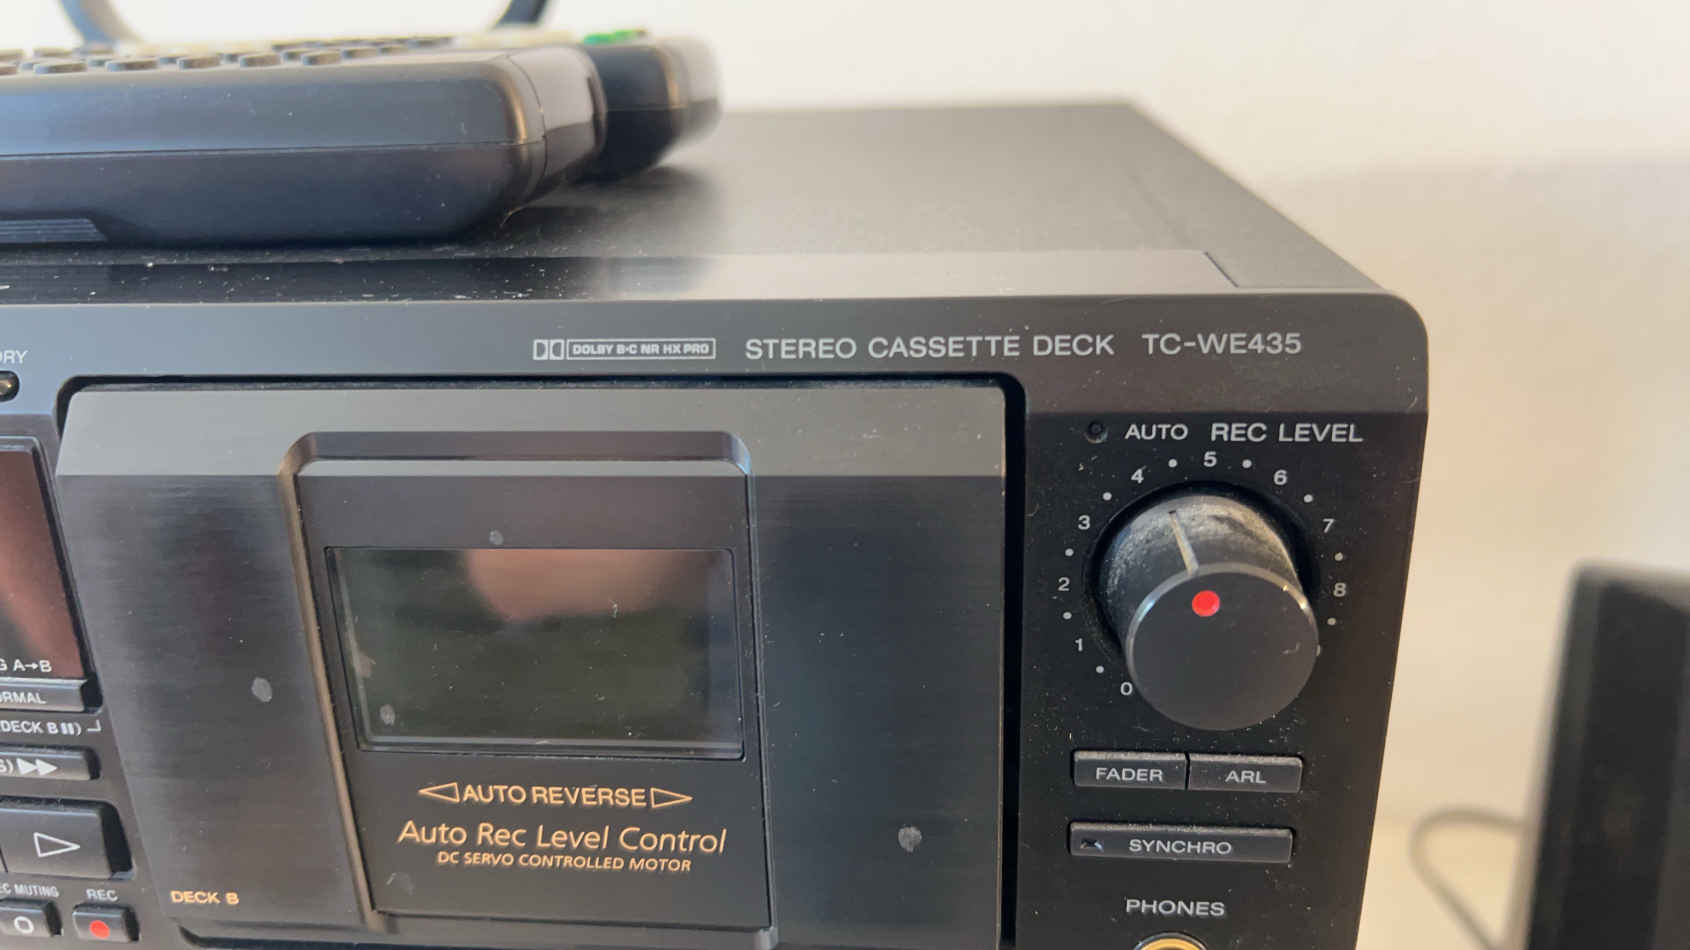 DOLBY B·C NR HX PRO STEREO CASSETTE DECK TC-WE435
AUTO REC LEVEL
0 1 2 3 4 5 6 7 8
A→B
DECK B
FADER ARL
AUTO REVERSE
Auto Rec Level Control
DC SERVO CONTROLLED MOTOR
SYNCHRO
DECK B
MUTING REC
PHONES